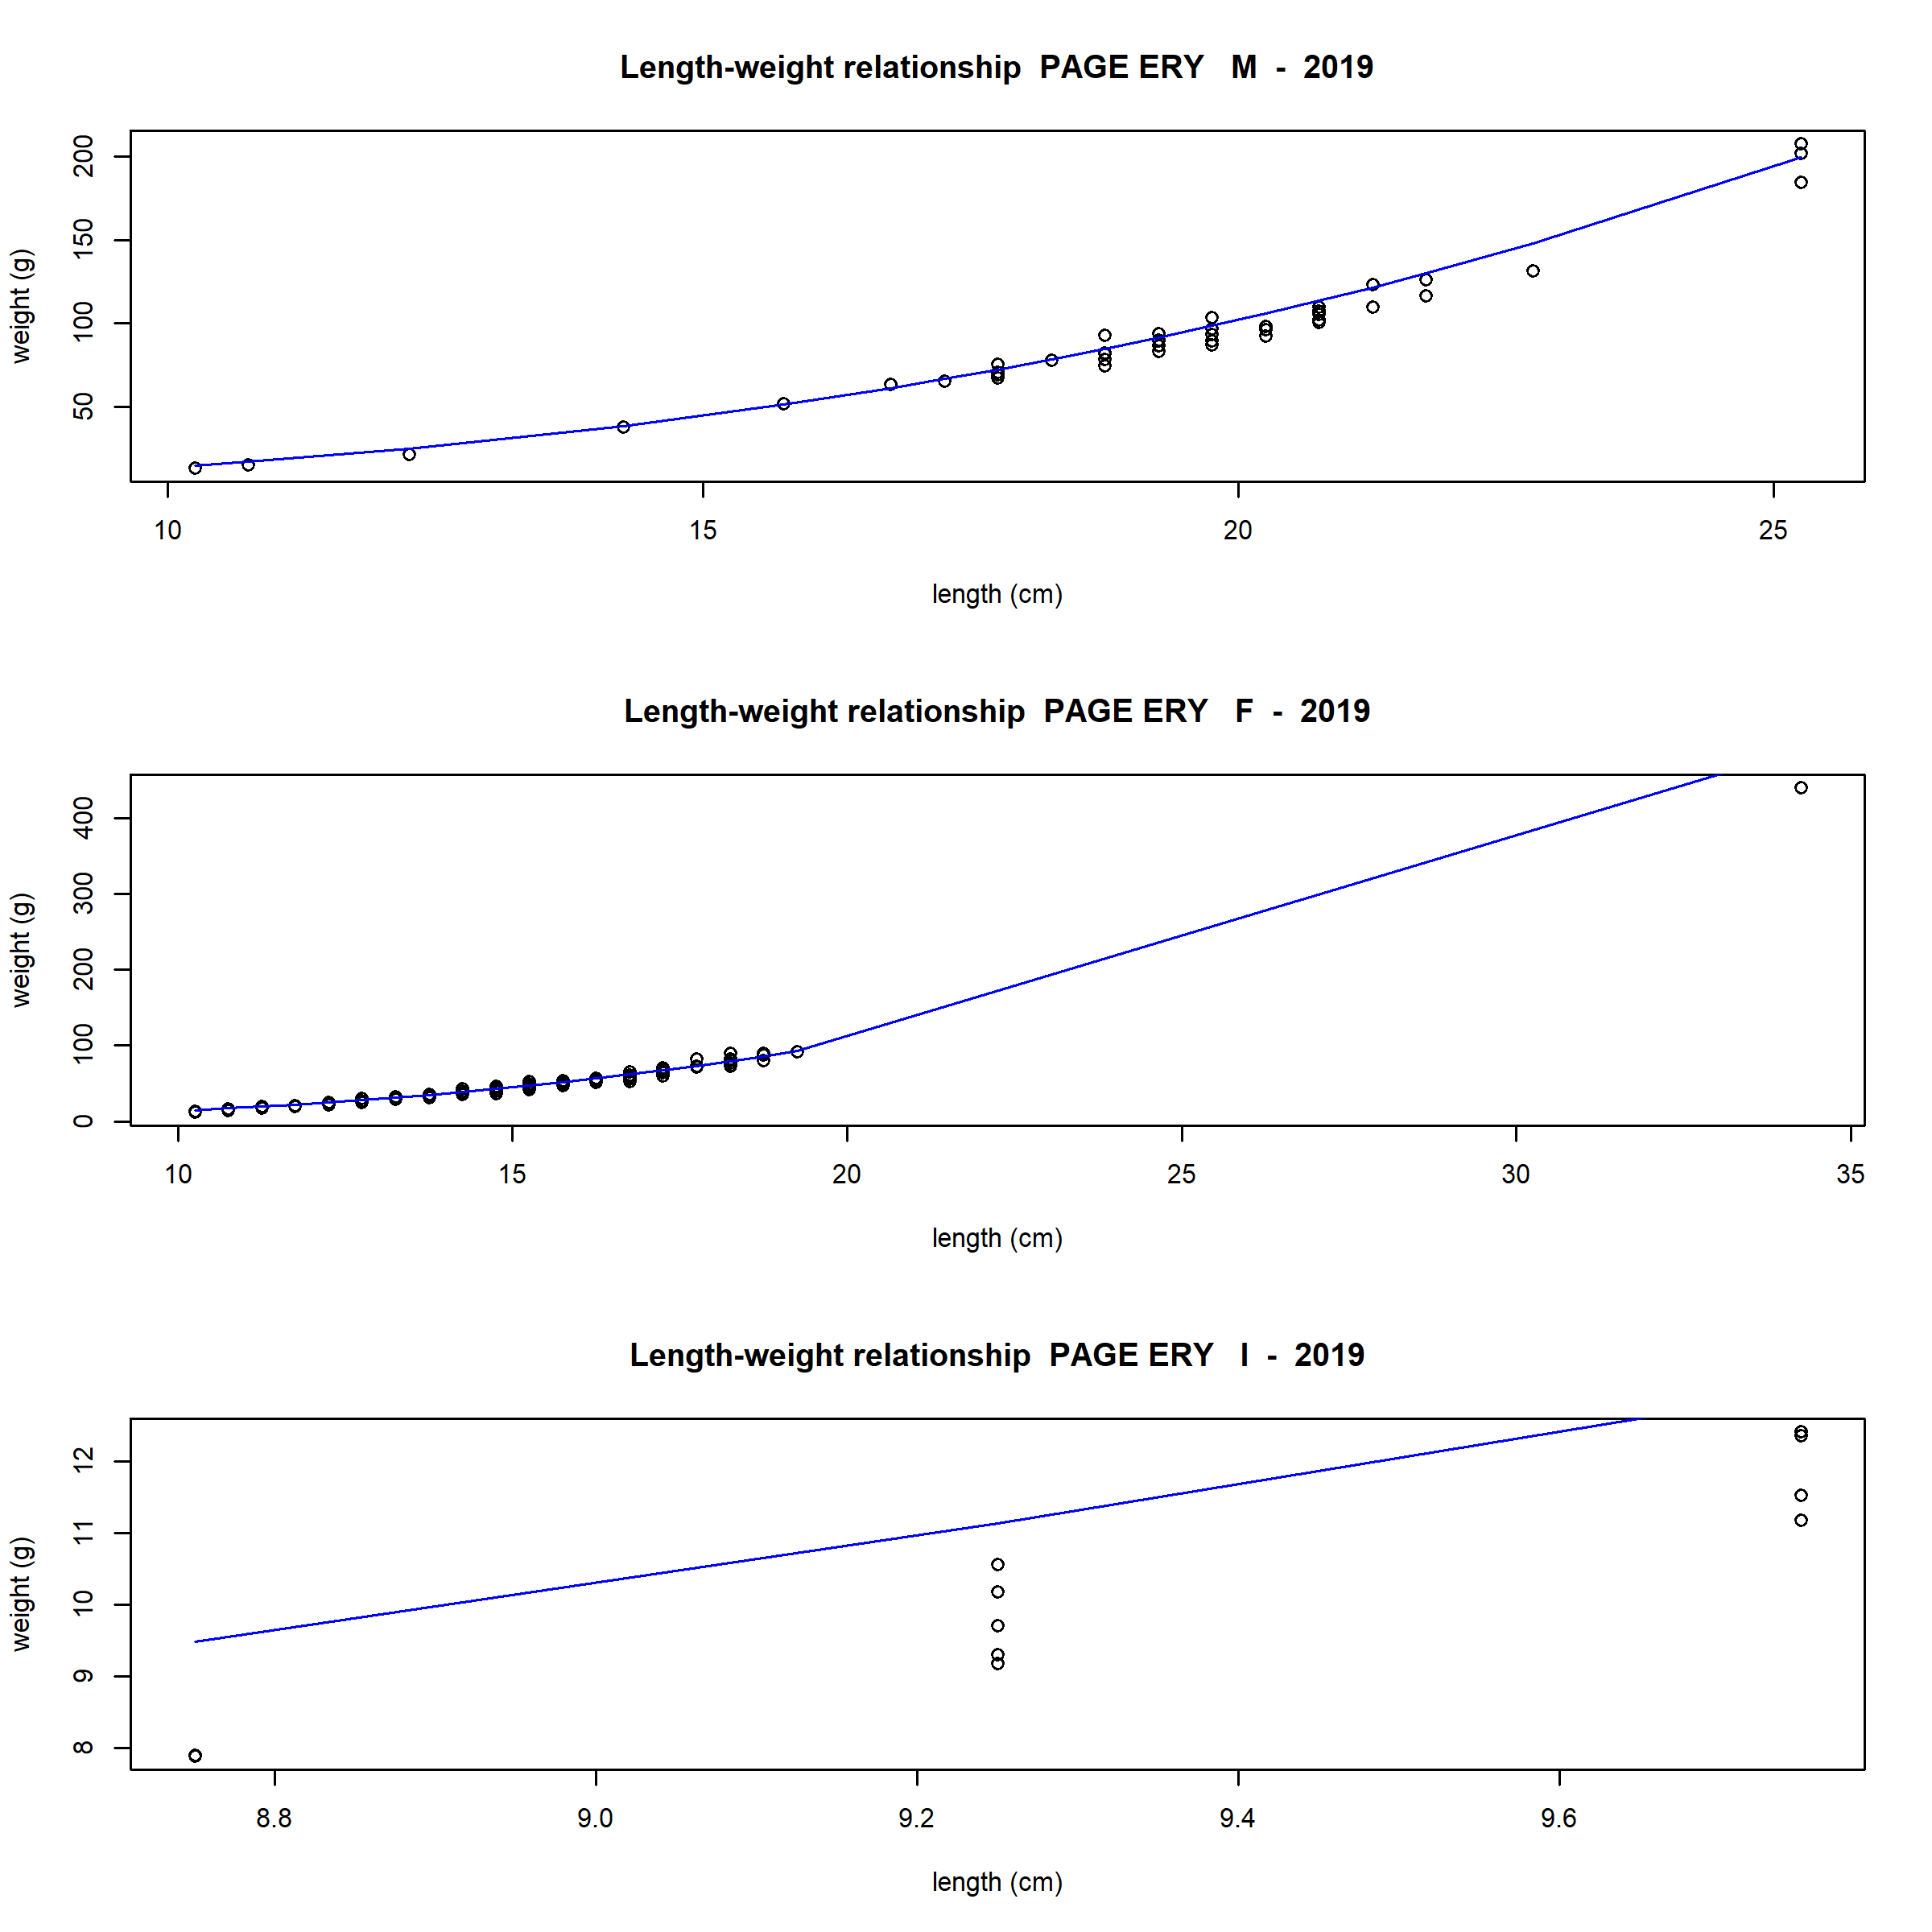 Length-weight relationship  PAGE ERY   M  -  2019
200
150
100
50
weight (g)
10 15 20 25
length (cm)
Length-weight relationship  PAGE ERY   F  -  2019
400
300
200
100
0
weight (g)
10 15 20 25 30 35
length (cm)
Length-weight relationship  PAGE ERY   I  -  2019
12
11
10
9
8
weight (g)
8.8 9.0 9.2 9.4 9.6
length (cm)